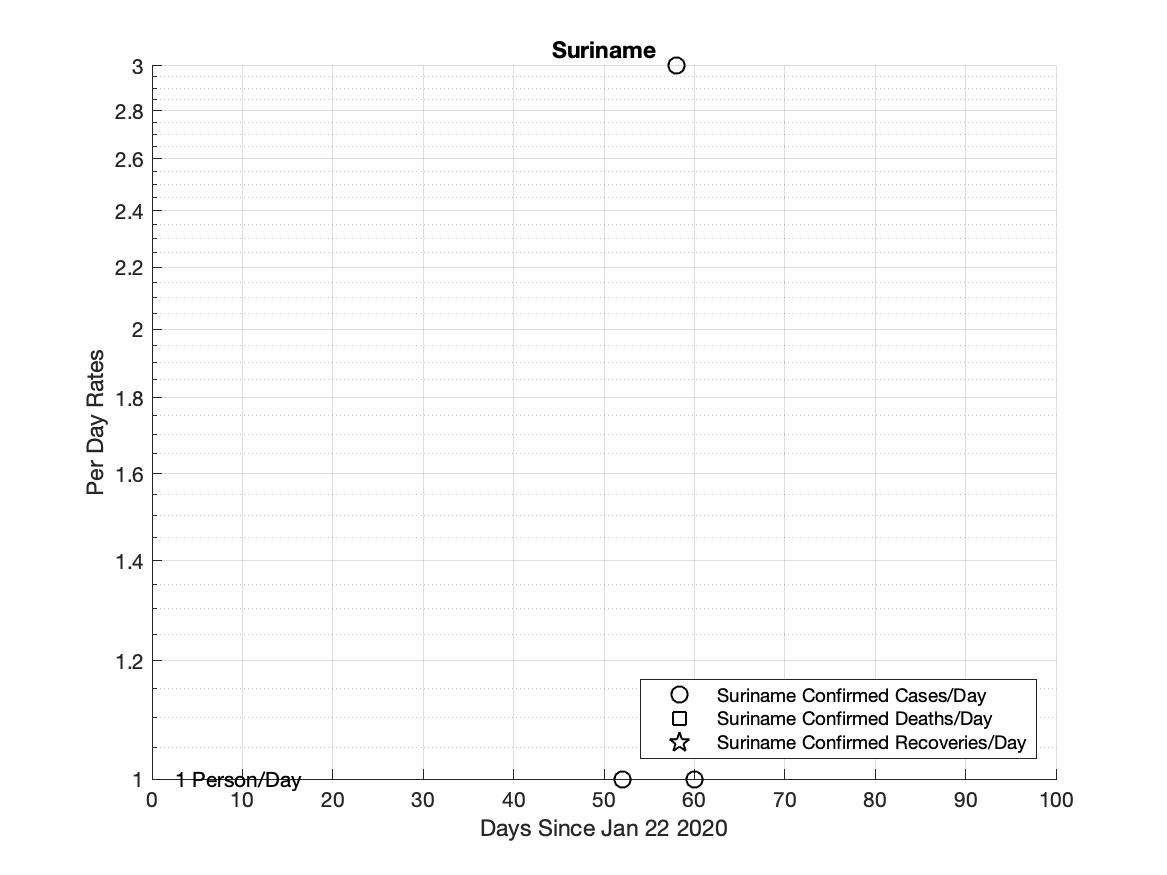 Suriname
3
2.8
2.6
2.4
2.2
2
1.8
1.6
1.4
1.2
1
Per Day Rates
1 Person/Day
Suriname Confirmed Cases/Day
Suriname Confirmed Deaths/Day
Suriname Confirmed Recoveries/Day
0 10 20 30 40 50 60 70 80 90 100
Days Since Jan 22 2020